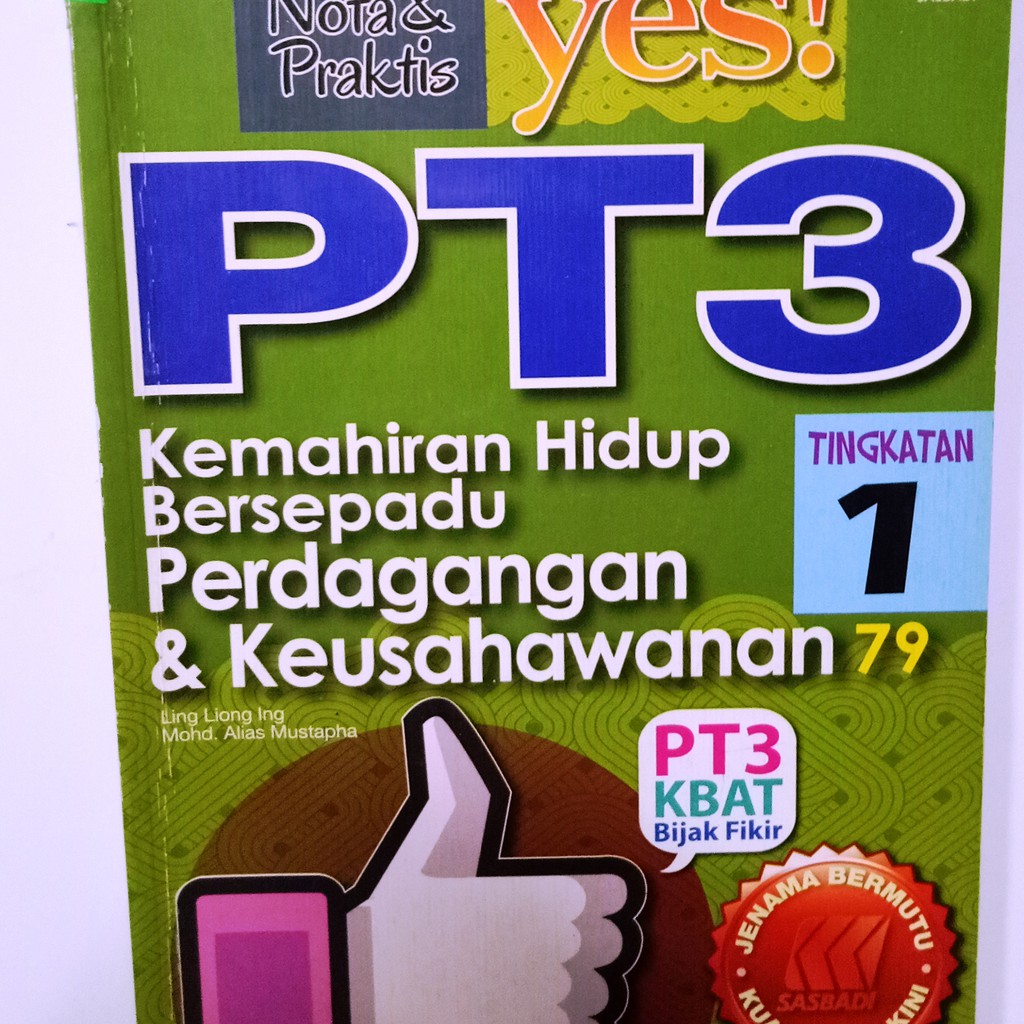 Nota &
Praktis
yes!
PT3
Kemahiran Hidup
Bersepadu
Perdagangan
& Keusahawanan 79
TINGKATAN
1
Ling Liong Ing
Mohd. Alias Mustapha
PT3
KBAT
Bijak Fikir
JENAMA BERMUTU
SASBADI